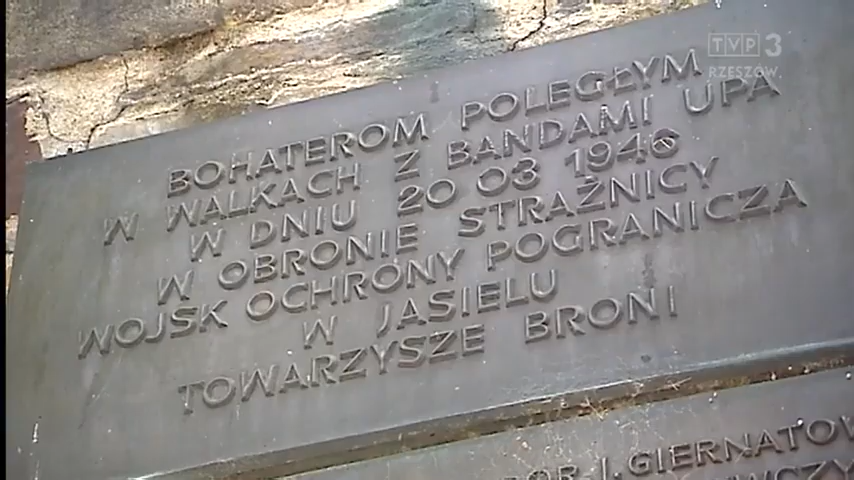 TVP3
RZESZÓW
BOHATEROM POLEGŁYM
W WALKACH Z BANDAMI UPA
W DNIU 20 03 1946
W OBRONIE STRAŻNICY
WOJSK OCHRONY POGRANICZA
W JASIELU
TOWARZYSZE BRONI
POR. J. GIERNATOW